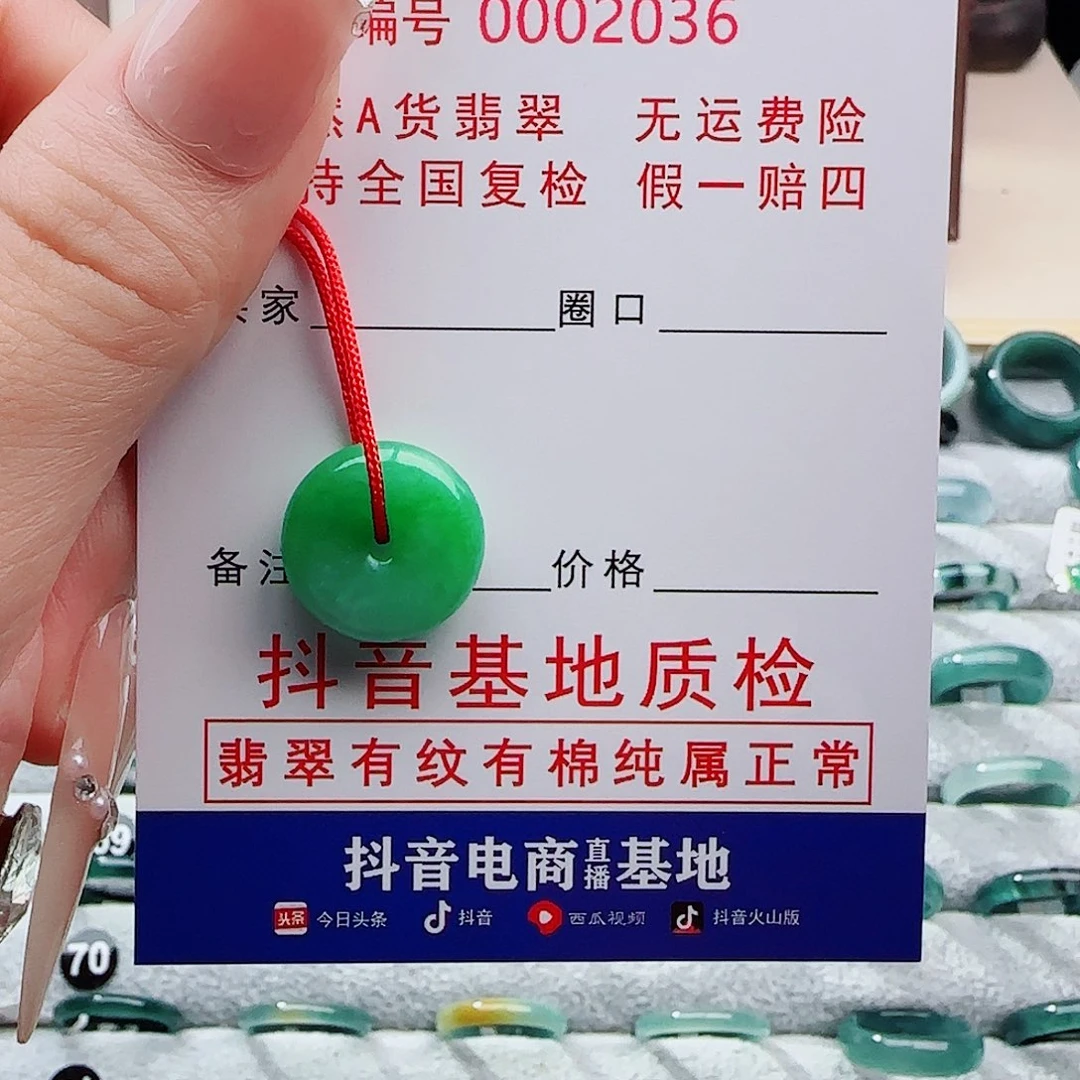 编号 0002036
然A货翡翠 无运费险
持全国复检 假一赔四
家 圈口
备注 价格
抖音基地质检
翡翠有纹有棉纯属正常
抖音电商直播基地
头条 今日头条 抖音 西瓜视频 抖音火山版
70